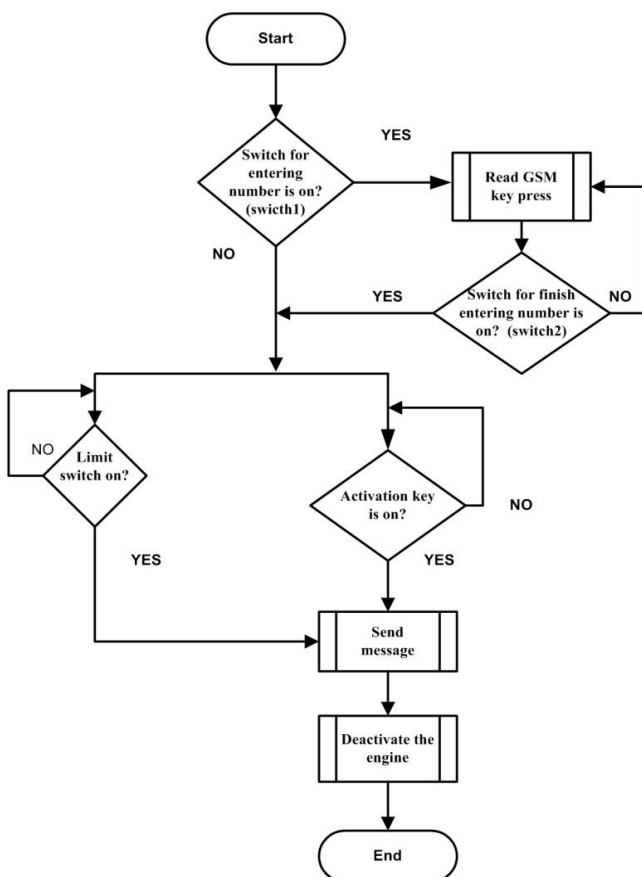 Start
Switch for
entering
number is on?
(swicth1)
YES
Read GSM
key press
NO
YES
Switch for finish
entering number is
on? (switch2)
NO
NO
Limit
switch on?
Activation key
is on?
NO
YES
YES
Send
message
Deactivate the
engine
End